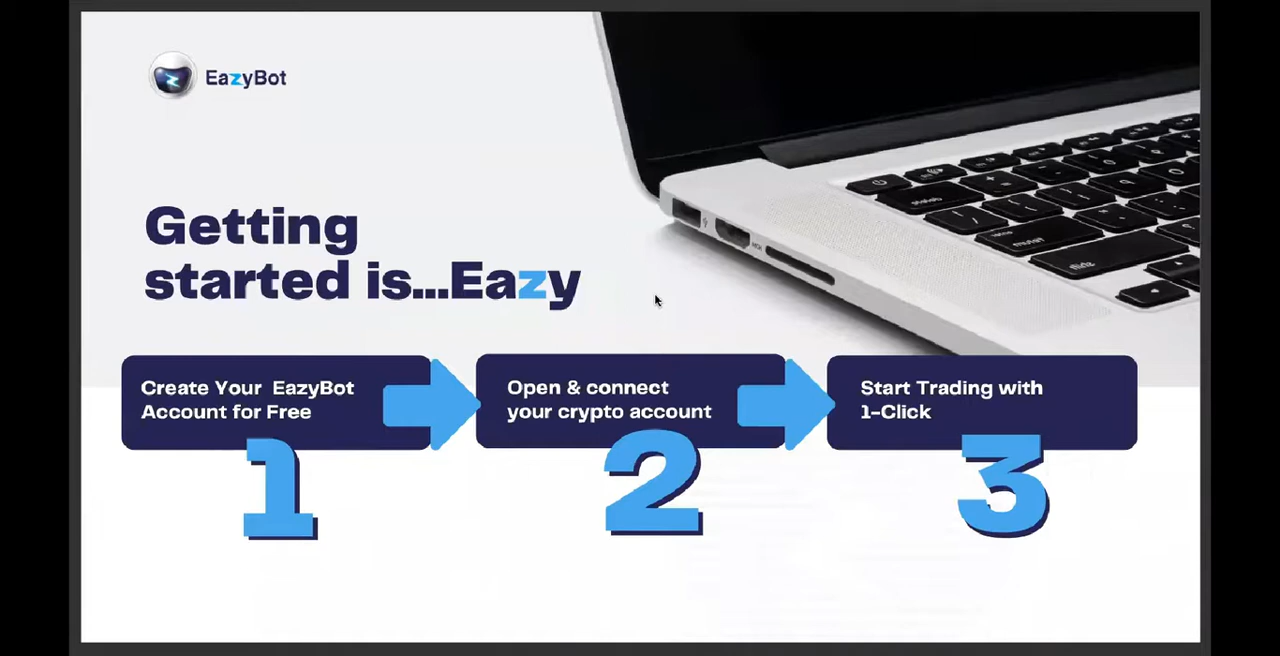 EazyBot
Getting
started is...Eazy
Create Your EazyBot
Account for Free
Open & connect
your crypto account
Start Trading with
1-Click
1
2
3